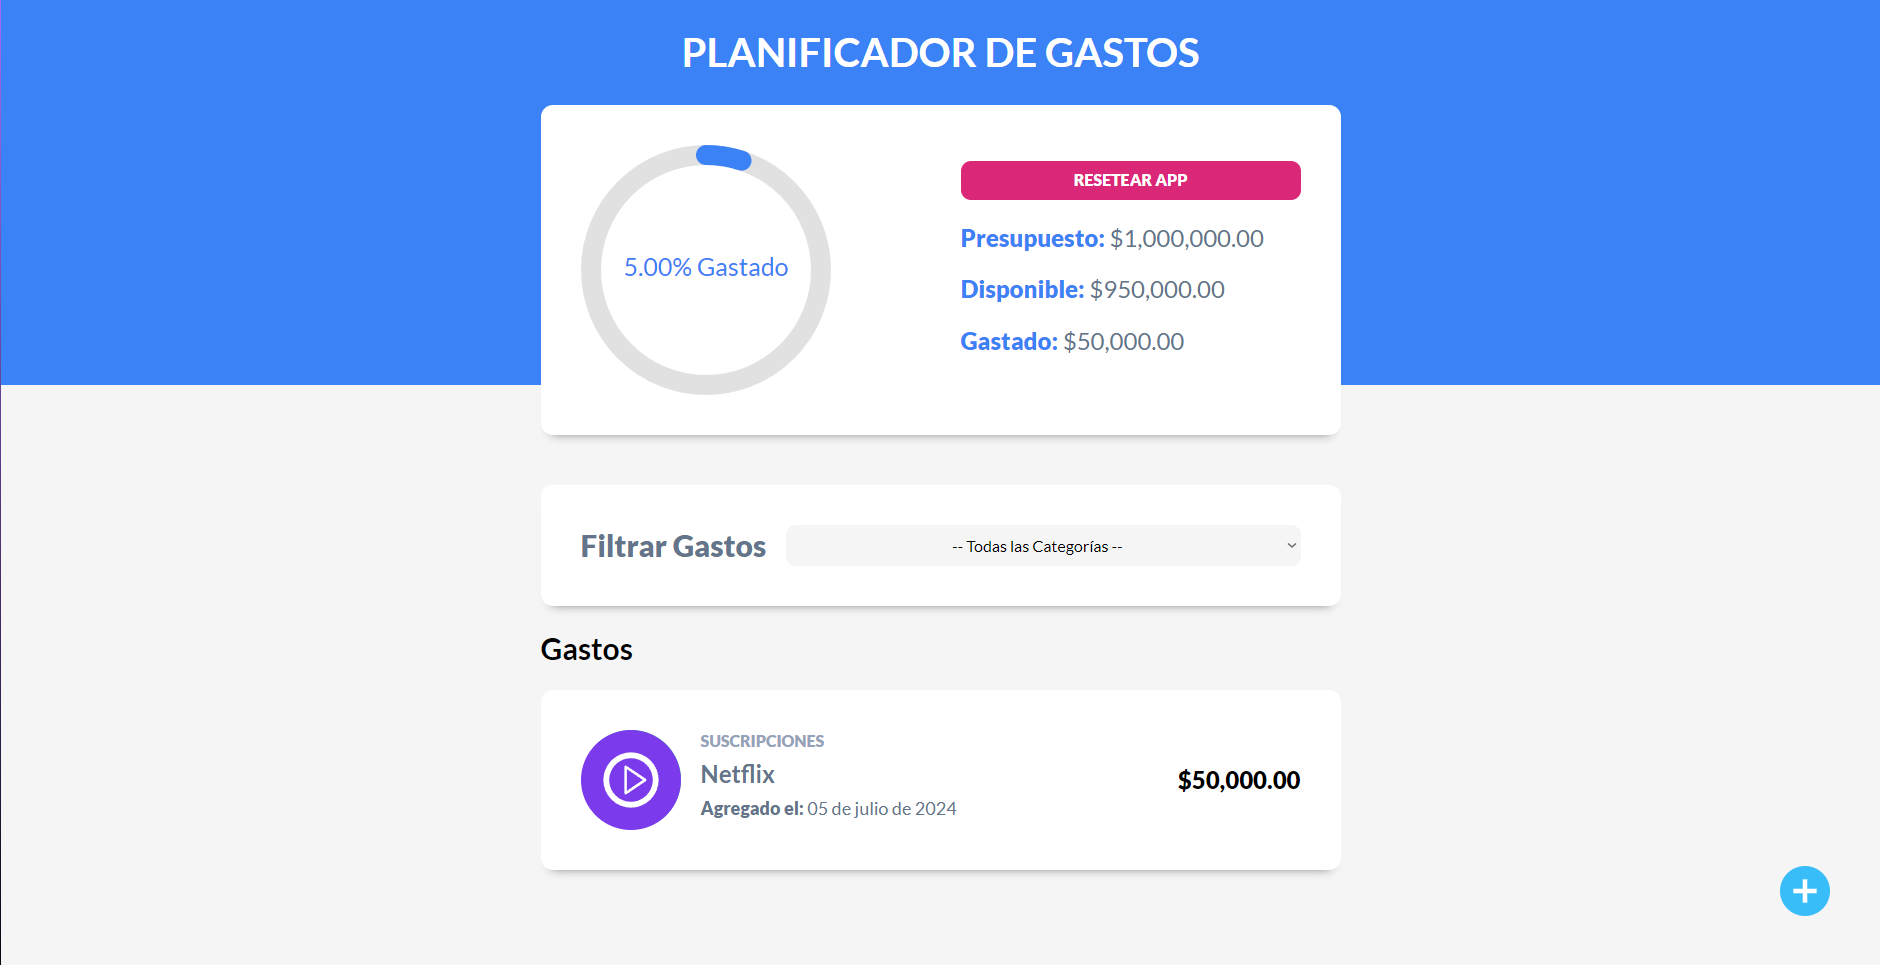 PLANIFICADOR DE GASTOS
5.00% Gastado
RESETEAR APP
Presupuesto: $1,000,000.00
Disponible: $950,000.00
Gastado: $50,000.00
Filtrar Gastos
-- Todas las Categorías --
Gastos
SUSCRIPCIONES
Netflix
Agregado el: 05 de julio de 2024
$50,000.00